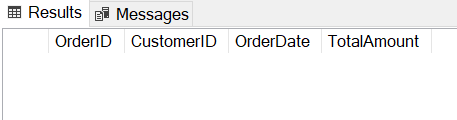 Results Messages
OrderID CustomerID OrderDate TotalAmount